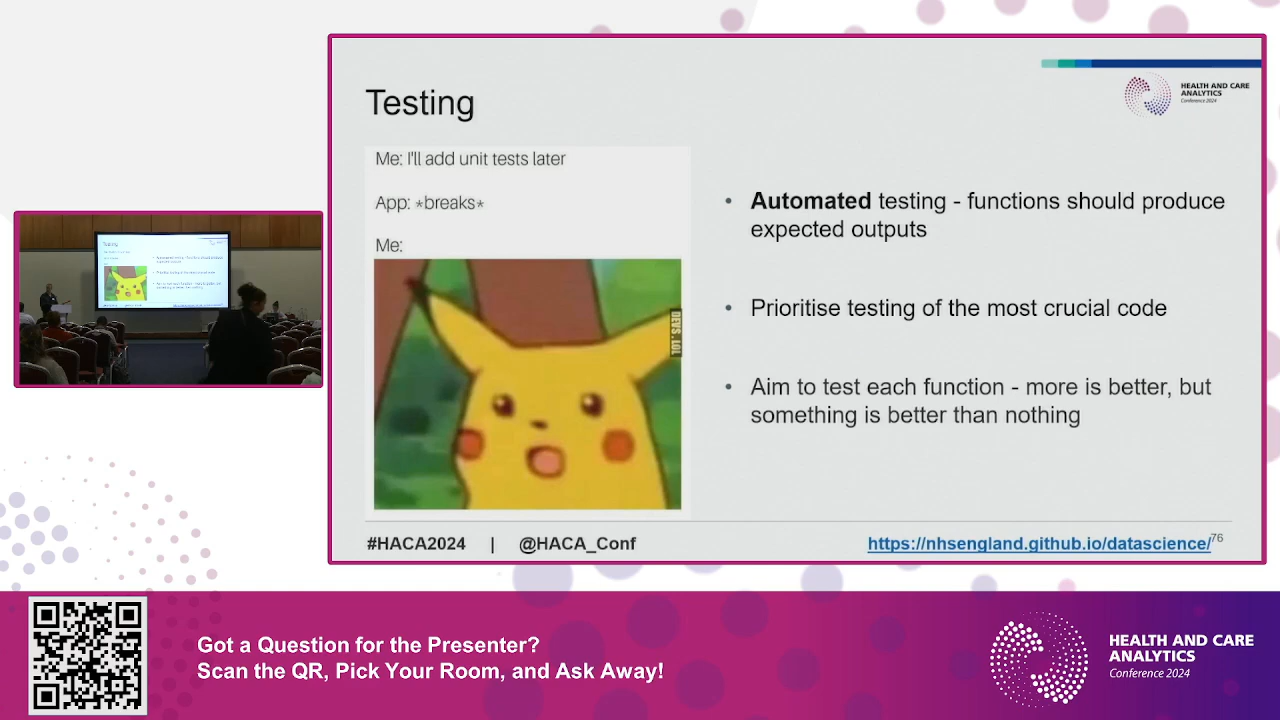 Testing
HEALTH AND CARE
ANALYTICS
Conference 2024
Me: I'll add unit tests later
App: *breaks*
Me:
DEVS.LOL
• Automated testing - functions should produce
expected outputs
• Prioritise testing of the most crucial code
• Aim to test each function - more is better, but
something is better than nothing
#HACA2024 | @HACA_Conf
https://nhsengland.github.io/datascience/
76
Testing
Got a Question for the Presenter?
Scan the QR, Pick Your Room, and Ask Away!
HEALTH AND CARE
ANALYTICS
Conference 2024